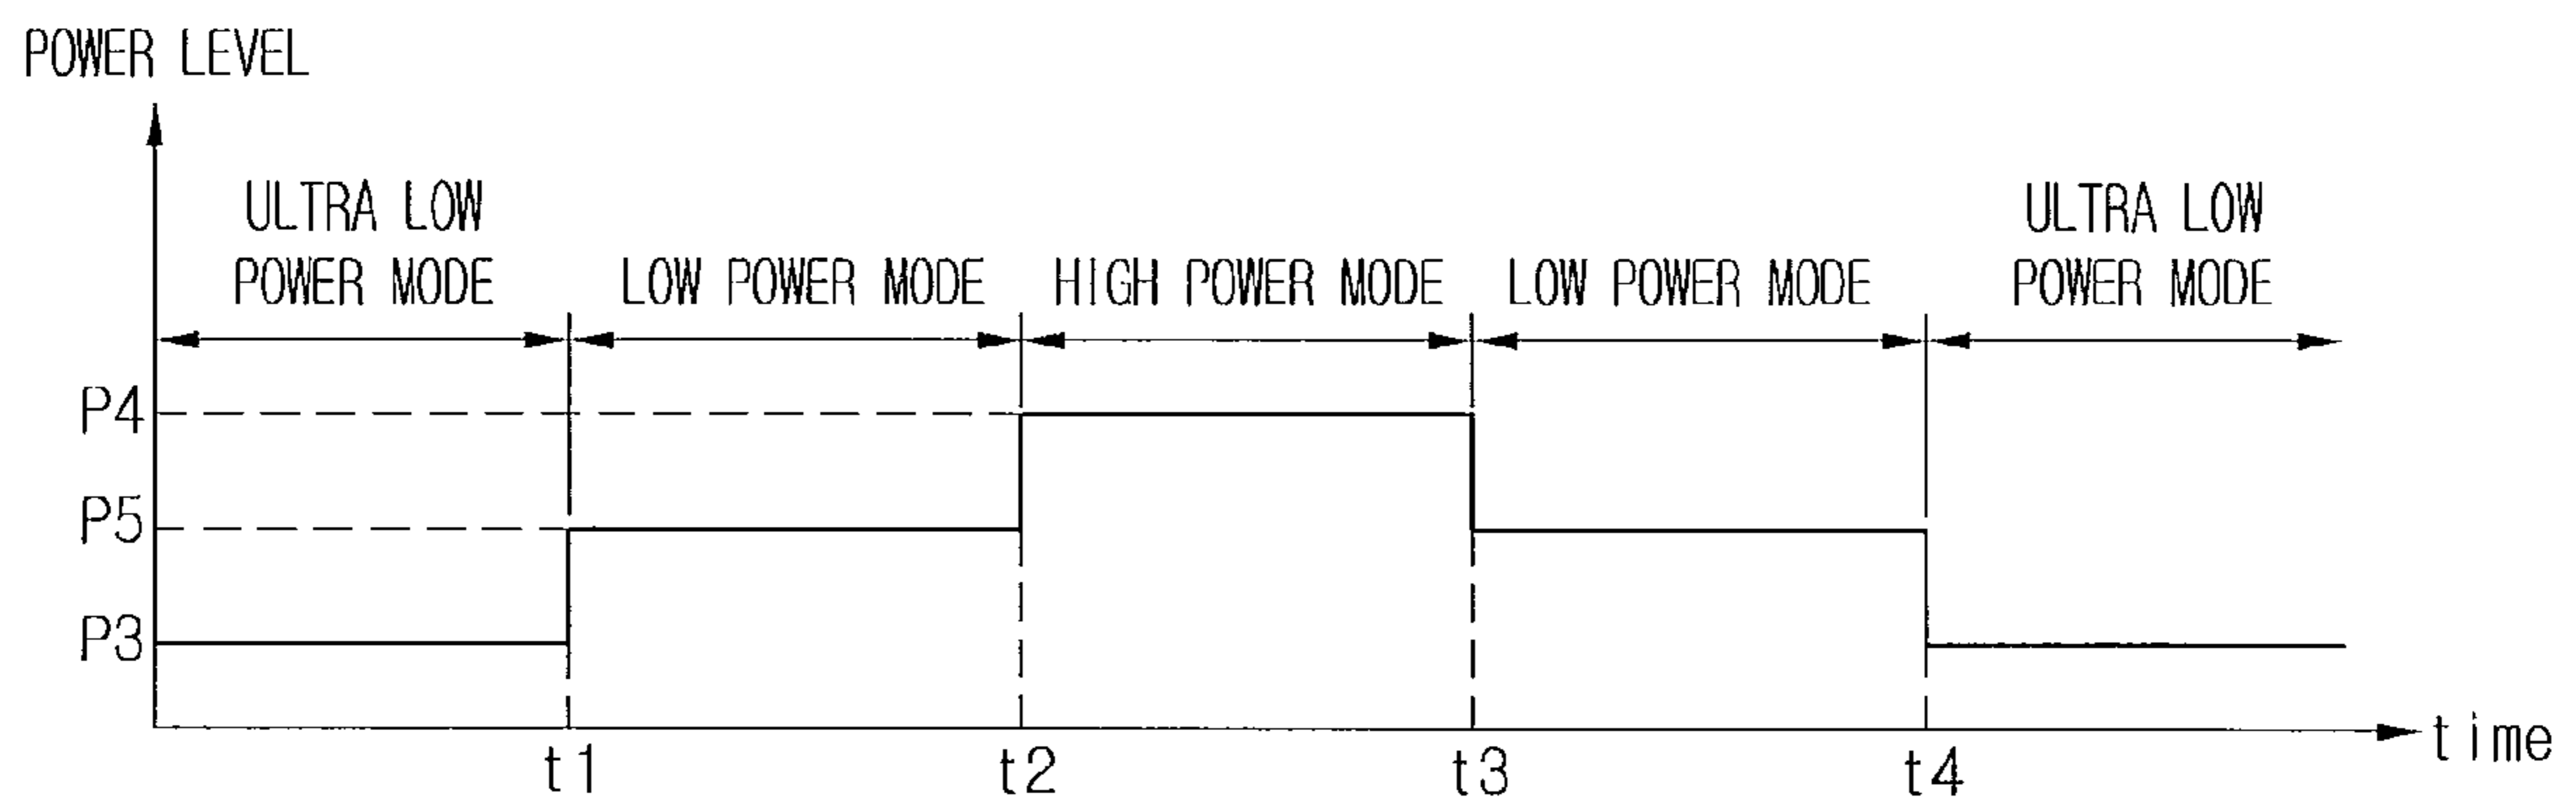 POWER LEVEL
ULTRA LOW
POWER MODE
LOW POWER MODE
HIGH POWER MODE
LOW POWER MODE
ULTRA LOW
POWER MODE
P4
P5
P3
t1
t2
t3
t4
time